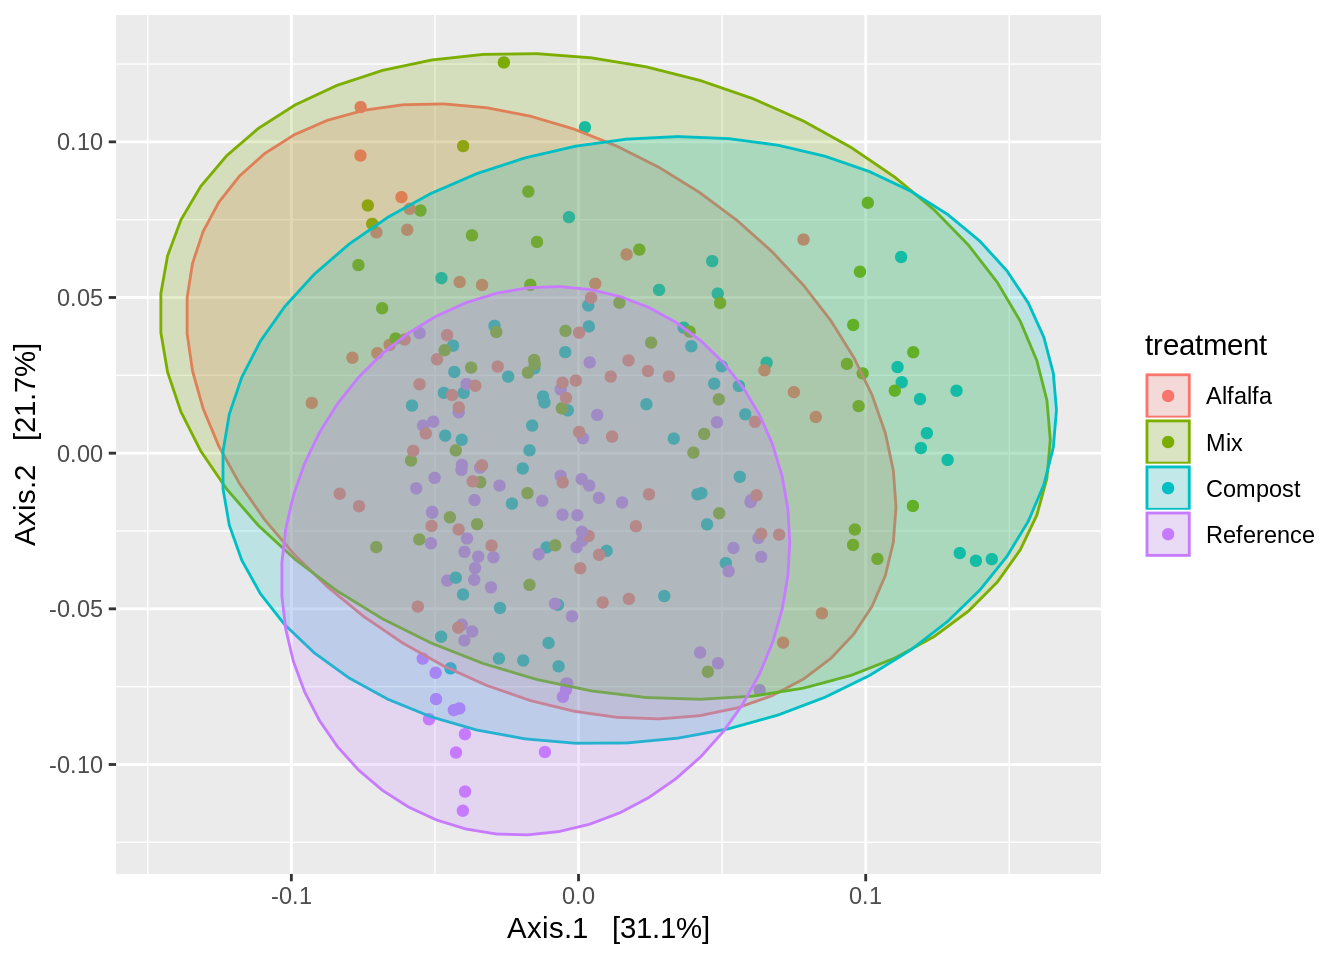 0.10
0.05
0.00
-0.05
-0.10
Axis.2 [21.7%]
-0.1
0.0
0.1
Axis.1 [31.1%]
treatment
Alfalfa
Mix
Compost
Reference